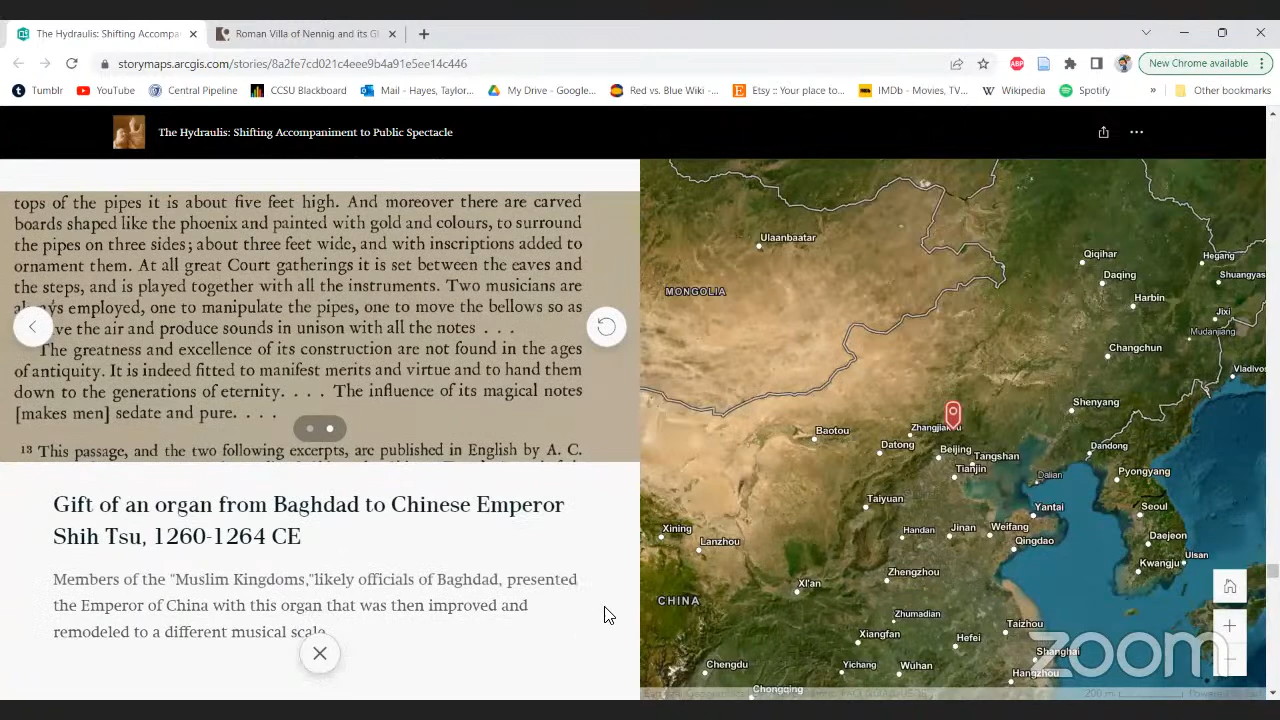 The Hydraulis: Shifting Accompa
Roman Villa of Nennig and its Gl
storymaps.arcgis.com/stories/8a2fe7cd021c4eee9b4a91e5ee14c446
ABP
New Chrome available
Tumblr
YouTube
Central Pipeline
CCSU Blackboard
Mail - Hayes, Taylor...
My Drive - Google...
Red vs. Blue Wiki -...
Etsy :: Your place to...
IMDb - Movies, TV...
Wikipedia
Spotify
»
Other bookmarks
The Hydraulis: Shifting Accompaniment to Public Spectacle
tops of the pipes it is about five feet high. And moreover there are carved
boards shaped like the phoenix and painted with gold and colours, to surround
the pipes on three sides; about three feet wide, and with inscriptions added to
ornament them. At all great Court gatherings it is set between the eaves and
the steps, and is played together with all the instruments. Two musicians are
employed, one to manipulate the pipes, one to move the bellows so as
the air and produce sounds in unison with all the notes . . .
The greatness and excellence of its construction are not found in the ages
of antiquity. It is indeed fitted to manifest merits and virtue and to hand them
down to the generations of eternity. . . . The influence of its magical notes
[makes men] sedate and pure. . . .
13 This passage, and the two following excerpts, are published in English by A. C.
Gift of an organ from Baghdad to Chinese Emperor
Shih Tsu, 1260-1264 CE
Members of the "Muslim Kingdoms,"likely officials of Baghdad, presented
the Emperor of China with this organ that was then improved and
remodeled to a different musical scale.
Ulaanbaatar
MONGOLIA
Qiqihar
Hegang
Daqing
Shuangyas
Harbin
Jixi
Mudanjiang
Changchun
Vladivo
Shenyang
Baotou
Zhangjiakou
Datong
Beijing
Tangshan
Dandong
Tianjin
Dalian
Pyongyang
Taiyuan
Yantai
Seoul
Xining
Handan
Jinan
Weifang
Lanzhou
Qingdao
Daejeon
Ulsan
Kwangju
Zhengzhou
Xi'an
CHINA
Zhumadian
Taizhou
Xiangfan
Hefei
Shanghai
Chengdu
Yichang
Wuhan
Hangzhou
Chongqing
200 mi
zoom